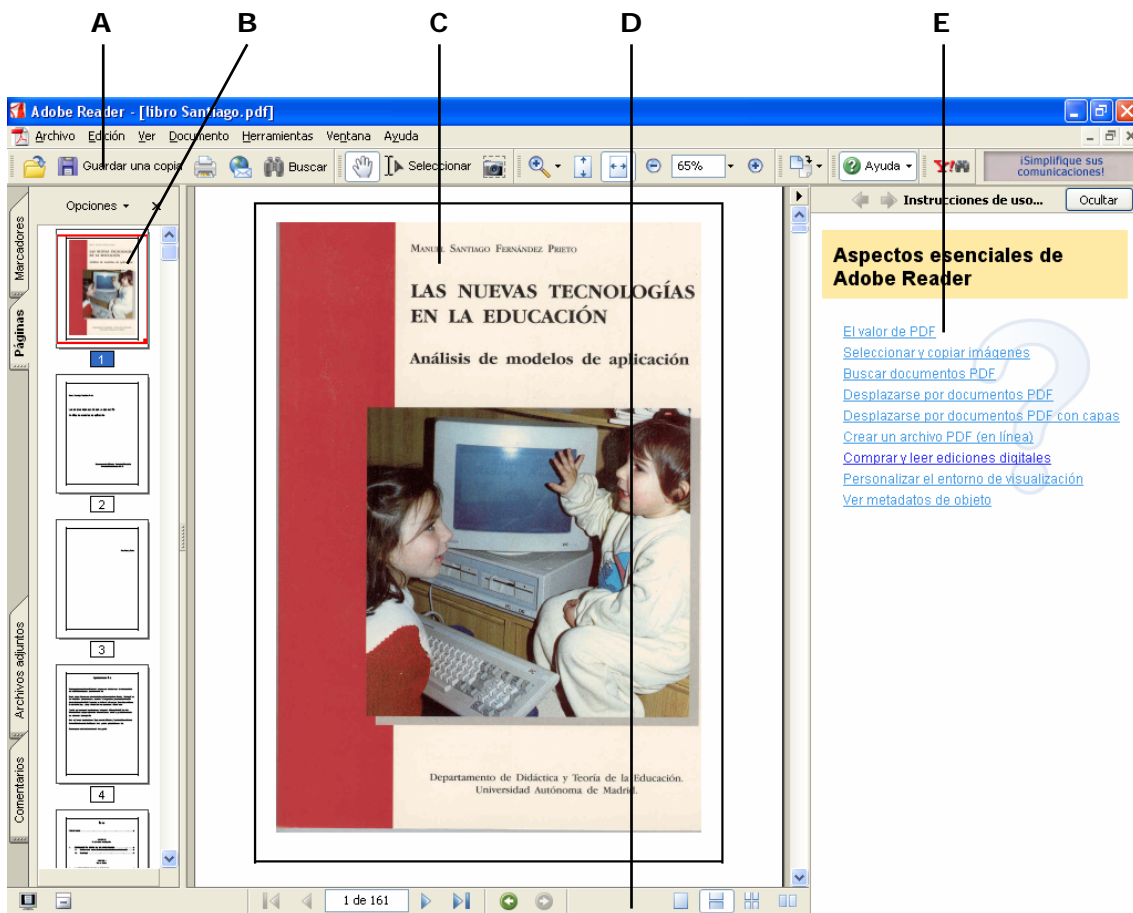 A B C D E
Adobe Reader - [libro Santiago.pdf]
Archivo Edición Ver Documento Herramientas Ventana Ayuda
Guardar una copia Buscar Seleccionar 65% Ayuda Y! ¡Simplifique sus
comunicaciones!
Opciones
Marcadores
Páginas
Archivos adjuntos
Comentarios
1
2
3
4
MANUEL SANTIAGO FERNÁNDEZ PRIETO
LAS NUEVAS TECNOLOGÍAS
EN LA EDUCACIÓN
Análisis de modelos de aplicación
Departamento de Didáctica y Teoría de la Educación.
Universidad Autónoma de Madrid.
Instrucciones de uso... Ocultar
Aspectos esenciales de
Adobe Reader
El valor de PDF
Seleccionar y copiar imágenes
Buscar documentos PDF
Desplazarse por documentos PDF
Desplazarse por documentos PDF con capas
Crear un archivo PDF (en línea)
Comprar y leer ediciones digitales
Personalizar el entorno de visualización
Ver metadatos de objeto
1 de 161